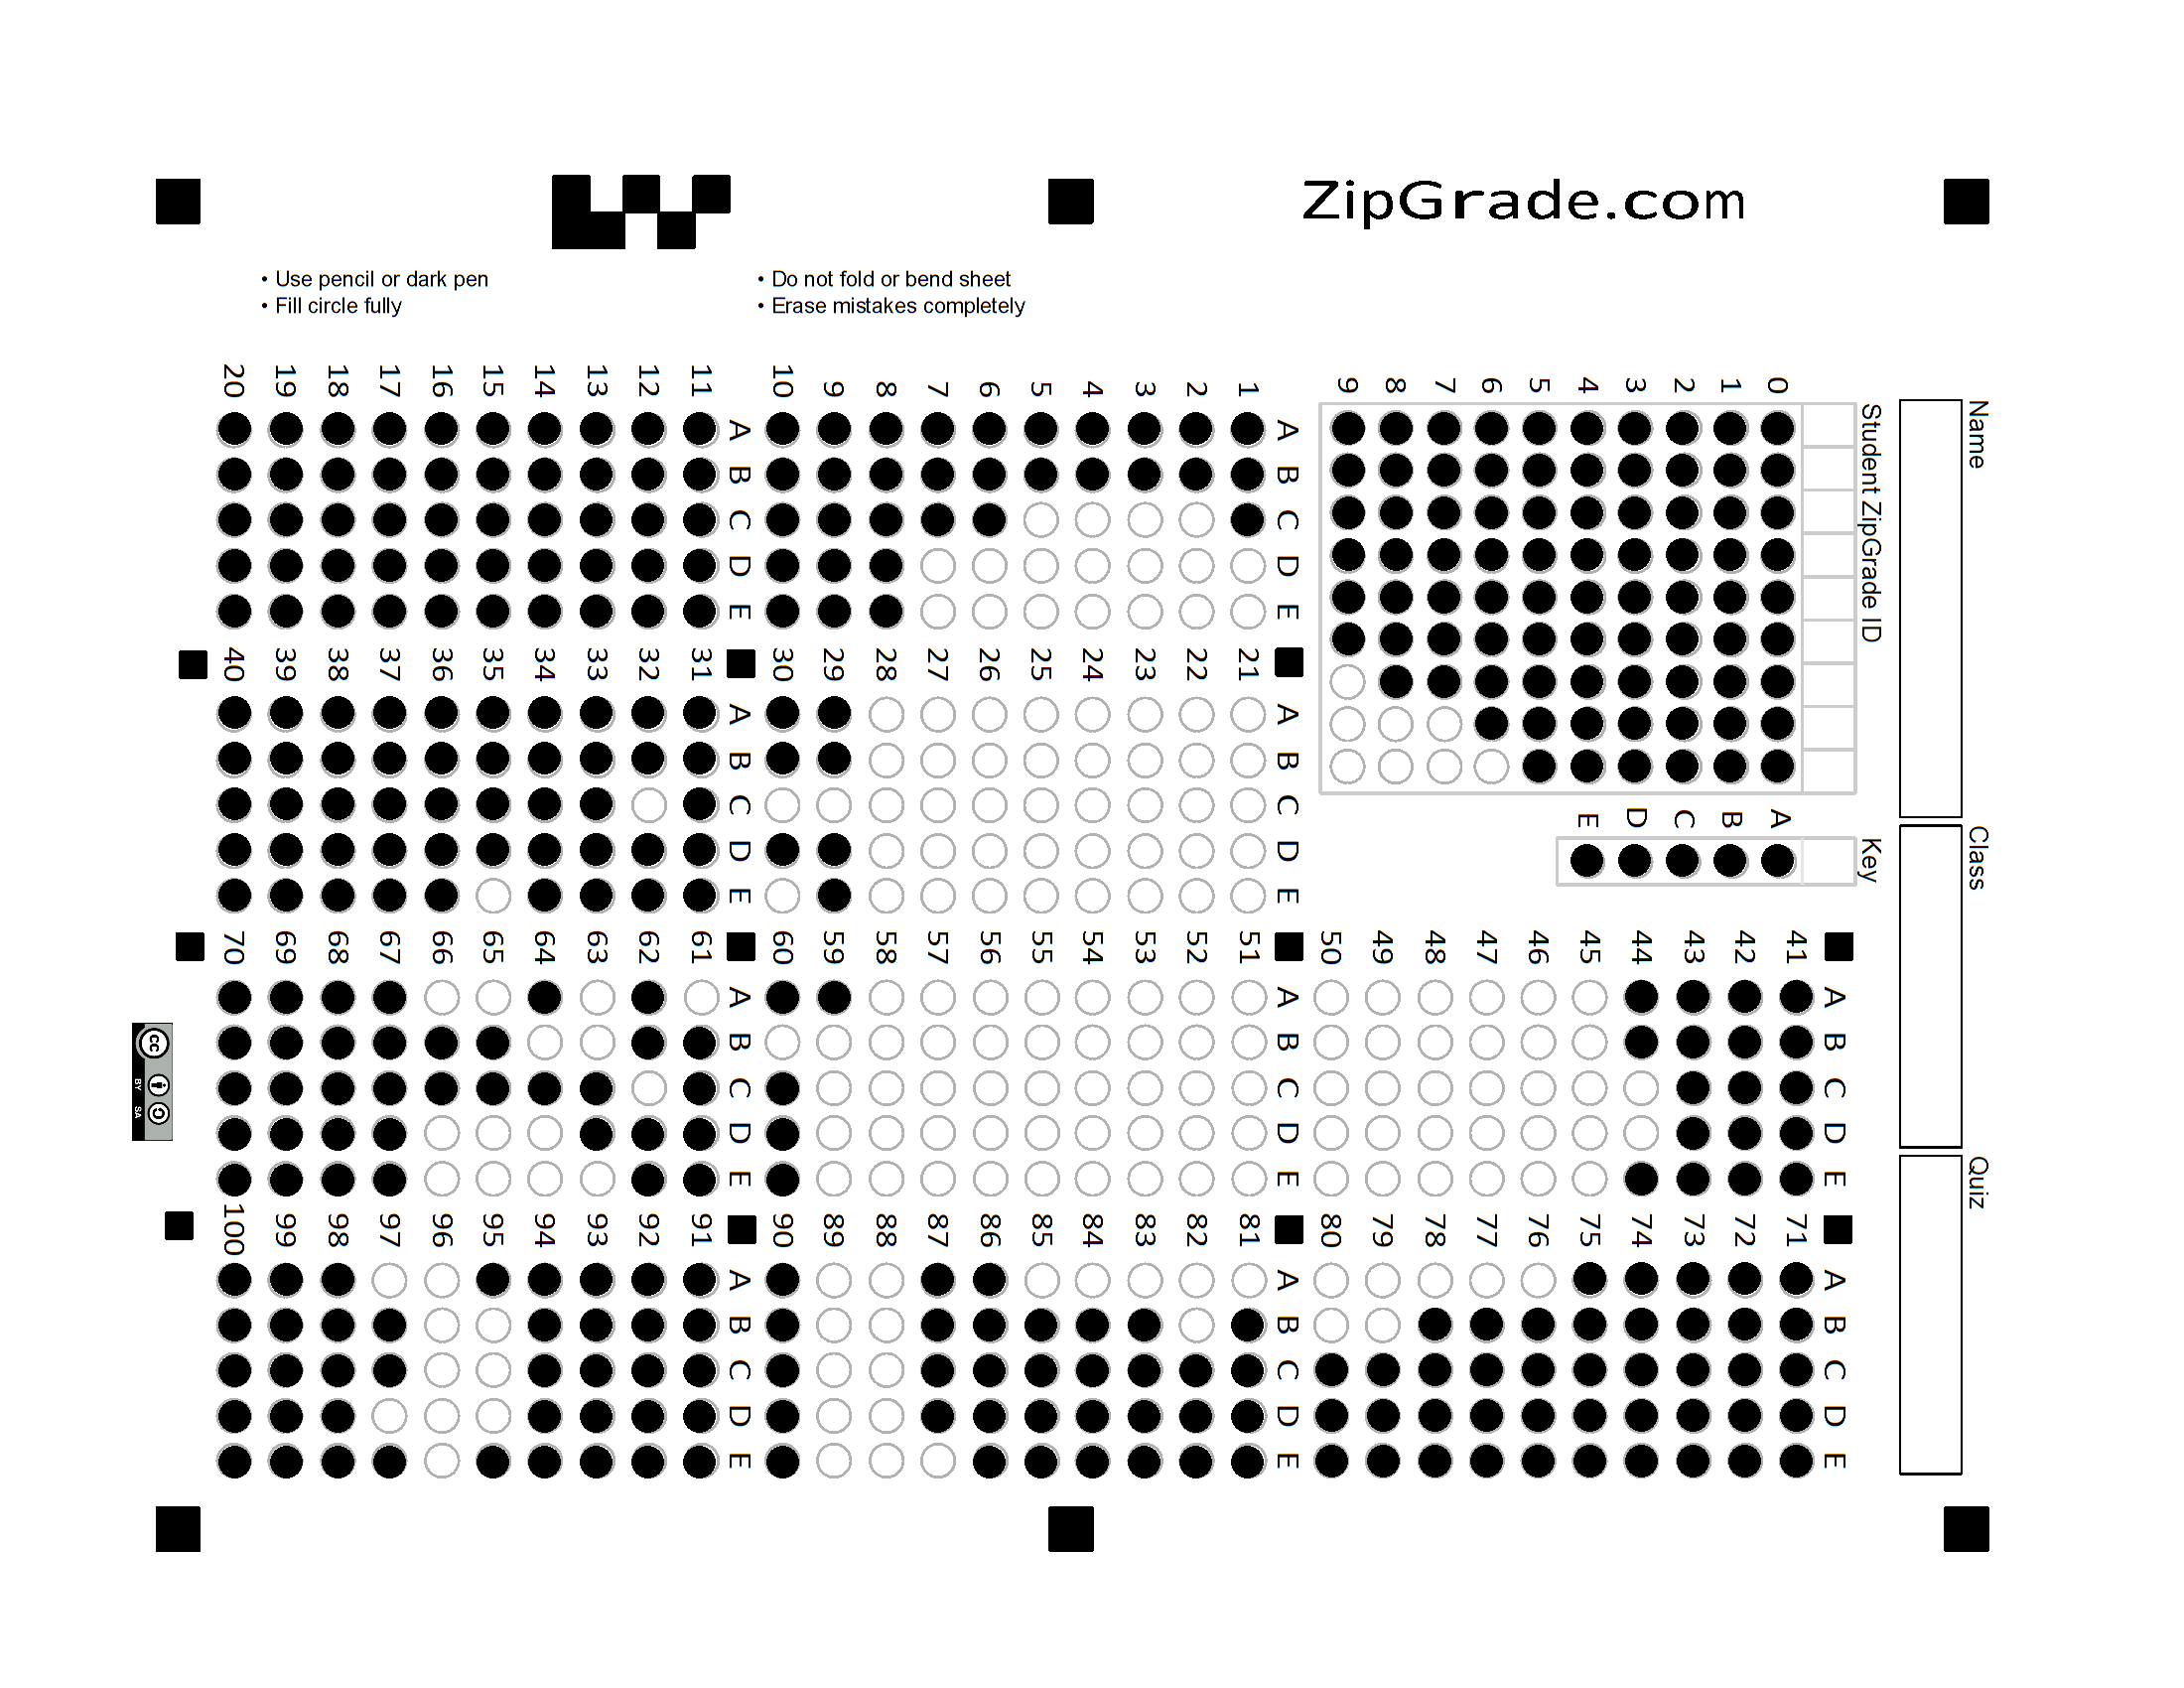 ZipGrade.com
• Use pencil or dark pen
• Fill circle fully
• Do not fold or bend sheet
• Erase mistakes completely
Name
Class
Quiz
Student ZipGrade ID
0 1 2 3 4 5 6 7 8 9
Key
A B C D E
1 2 3 4 5 6 7 8 9 10
A B C D E
11 12 13 14 15 16 17 18 19 20
A B C D E
21 22 23 24 25 26 27 28 29 30
A B C D E
31 32 33 34 35 36 37 38 39 40
A B C D E
41 42 43 44 45 46 47 48 49 50
A B C D E
51 52 53 54 55 56 57 58 59 60
A B C D E
61 62 63 64 65 66 67 68 69 70
A B C D E
71 72 73 74 75 76 77 78 79 80
A B C D E
81 82 83 84 85 86 87 88 89 90
A B C D E
91 92 93 94 95 96 97 98 99 100
A B C D E
cc
BY SA